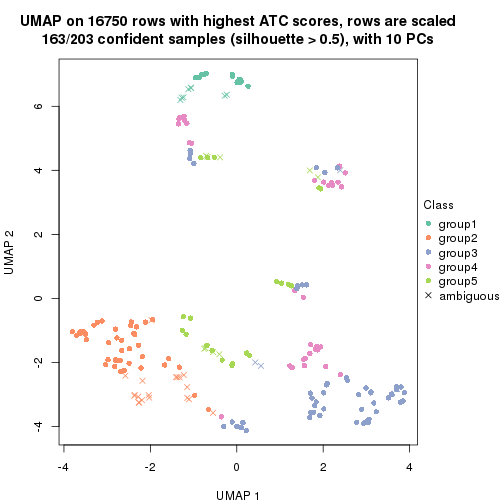 UMAP on 16750 rows with highest ATC scores, rows are scaled
163/203 confident samples (silhouette > 0.5), with 10 PCs
6
4
2
0
-2
-4
UMAP 2
-4
-2
0
2
4
UMAP 1
Class
group1
group2
group3
group4
group5
ambiguous